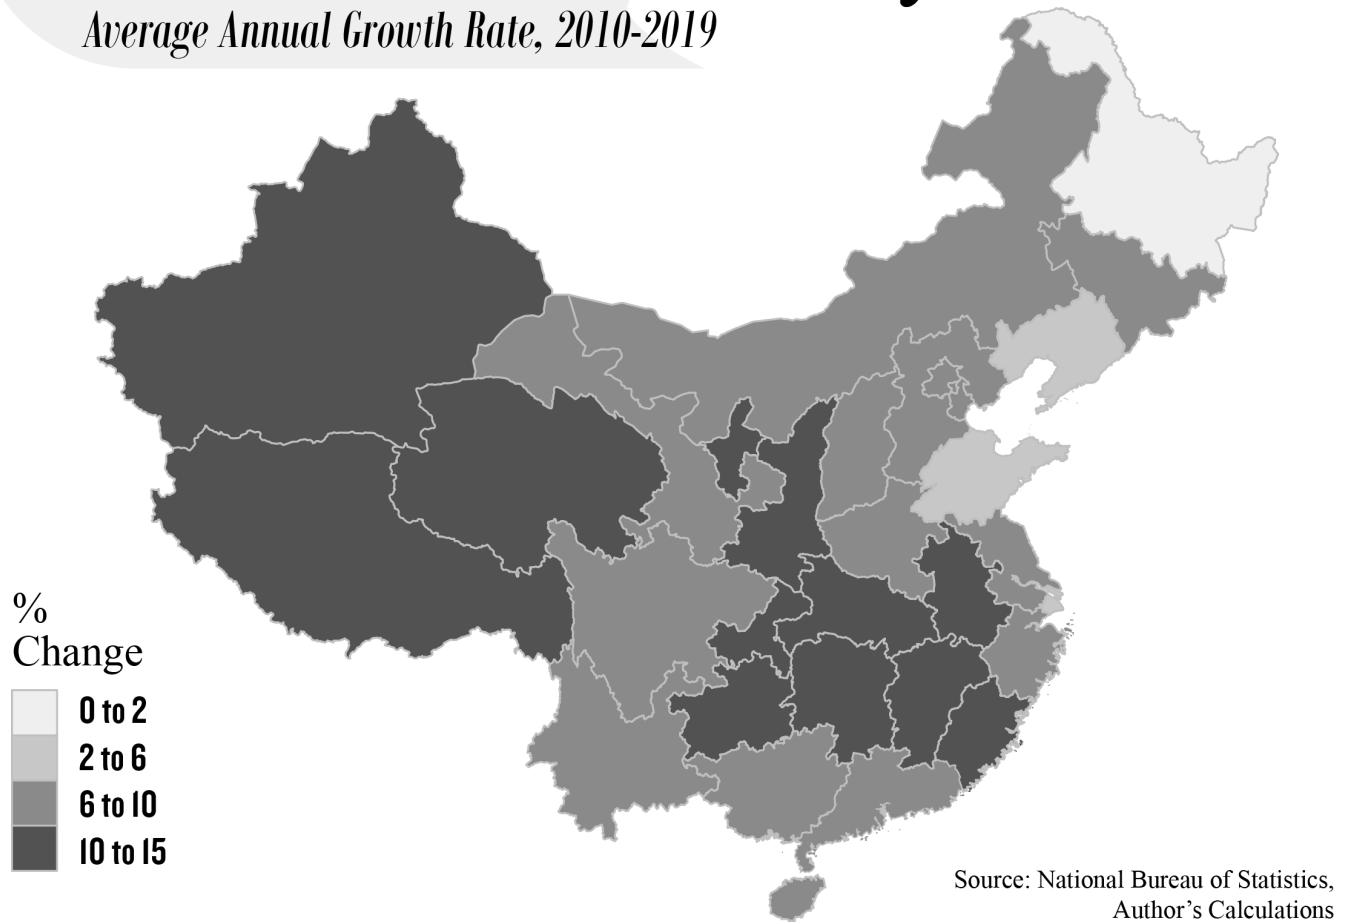 Average Annual Growth Rate, 2010-2019
%
Change
0 to 2
2 to 6
6 to 10
10 to 15
Source: National Bureau of Statistics,
Author's Calculations